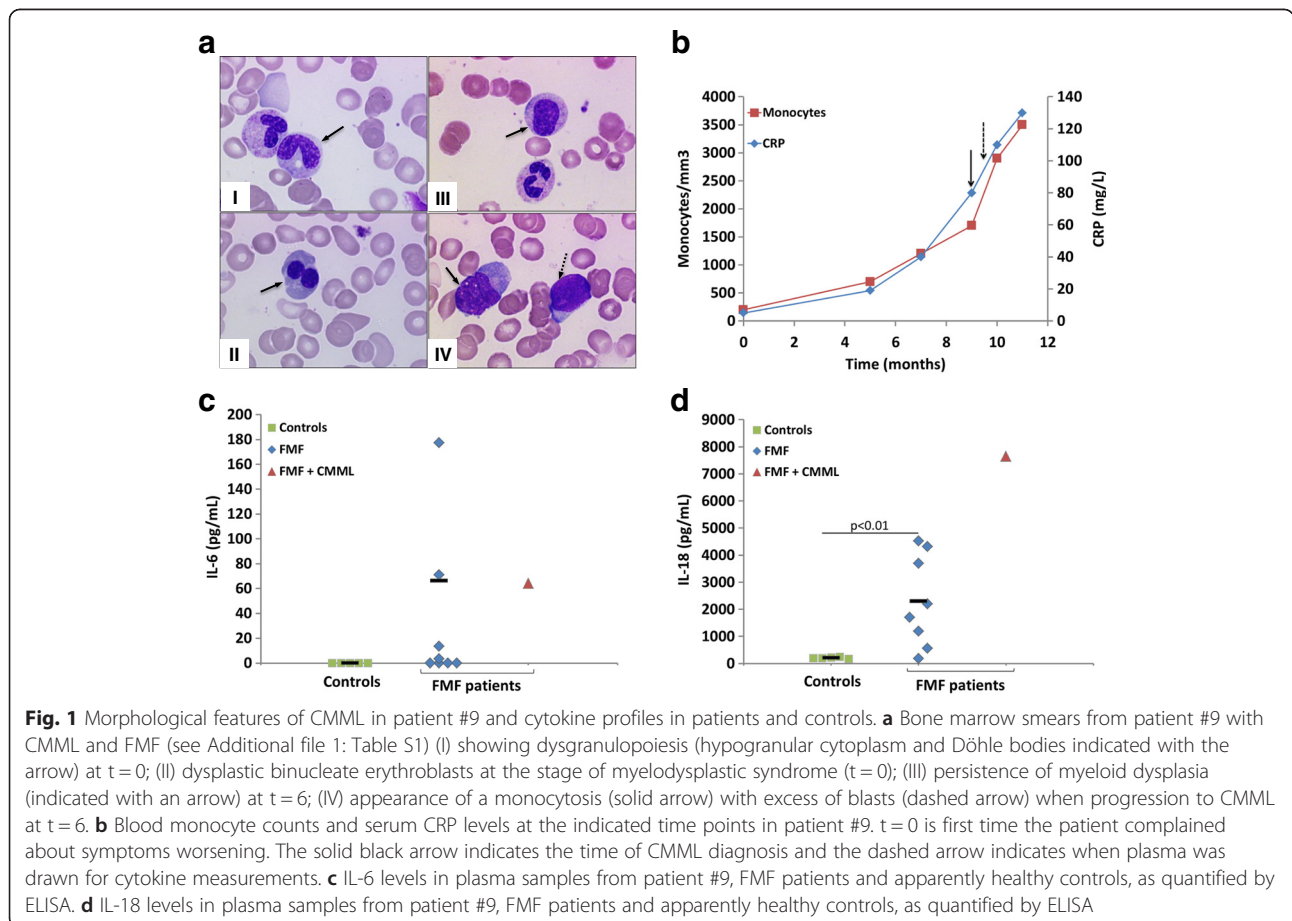 a
I
III
II
IV
b
4000
3500
3000
2500
2000
1500
1000
500
0
Monocytes/mm3
Monocytes
CRP
140
120
100
80
60
40
20
0
CRP (mg/L)
0 2 4 6 8 10 12
Time (months)
c
200
180
160
140
120
100
80
60
40
20
0
IL-6 (pg/mL)
Controls
FMF
FMF + CMML
Controls
FMF patients
d
9000
8000
7000
6000
5000
4000
3000
2000
1000
0
IL-18 (pg/mL)
Controls
FMF
FMF + CMML
p<0.01
Controls
FMF patients
Fig. 1 Morphological features of CMML in patient #9 and cytokine profiles in patients and controls. a Bone marrow smears from patient #9 with
CMML and FMF (see Additional file 1: Table S1) (I) showing dysgranulopoiesis (hypogranular cytoplasm and Döhle bodies indicated with the
arrow) at t = 0; (II) dysplastic binucleate erythroblasts at the stage of myelodysplastic syndrome (t = 0); (III) persistence of myeloid dysplasia
(indicated with an arrow) at t = 6; (IV) appearance of a monocytosis (solid arrow) with excess of blasts (dashed arrow) when progression to CMML
at t = 6. b Blood monocyte counts and serum CRP levels at the indicated time points in patient #9. t = 0 is first time the patient complained
about symptoms worsening. The solid black arrow indicates the time of CMML diagnosis and the dashed arrow indicates when plasma was
drawn for cytokine measurements. c IL-6 levels in plasma samples from patient #9, FMF patients and apparently healthy controls, as quantified by
ELISA. d IL-18 levels in plasma samples from patient #9, FMF patients and apparently healthy controls, as quantified by ELISA